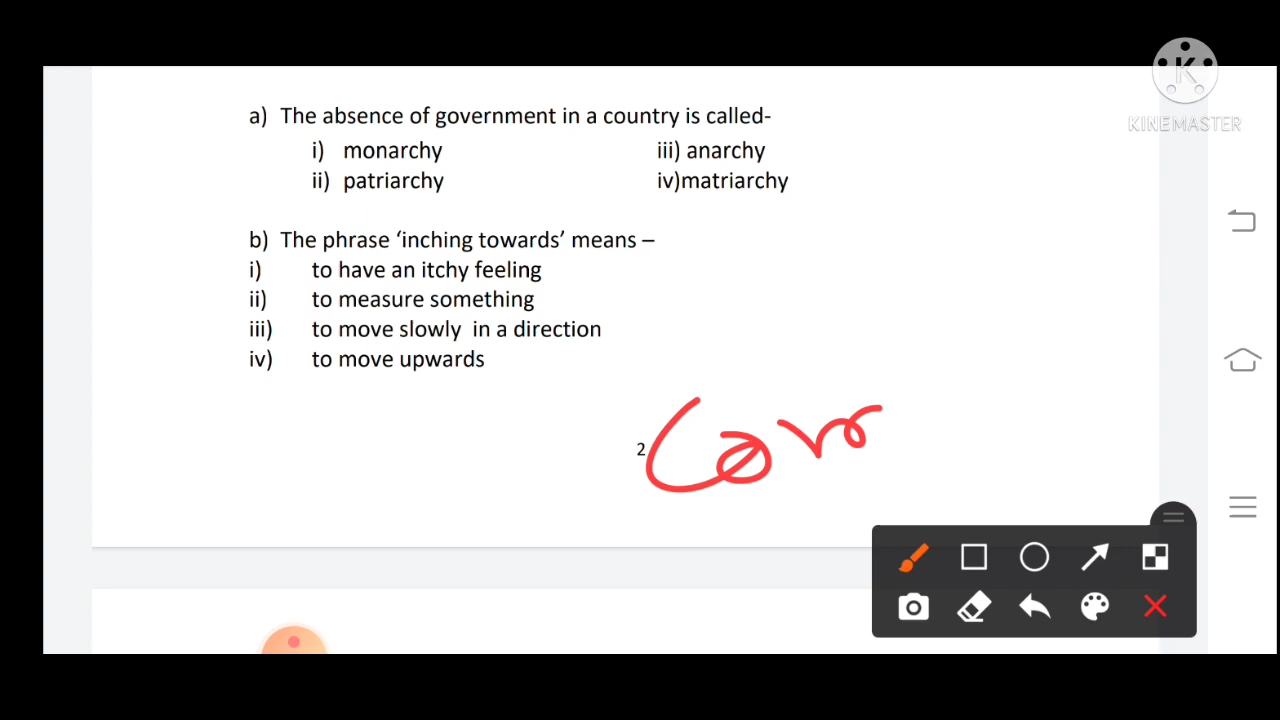 KINEMASTER
a) The absence of government in a country is called-
i) monarchy iii) anarchy
ii) patriarchy iv)matriarchy
b) The phrase ‘inching towards’ means –
i) to have an itchy feeling
ii) to measure something
iii) to move slowly in a direction
iv) to move upwards
2